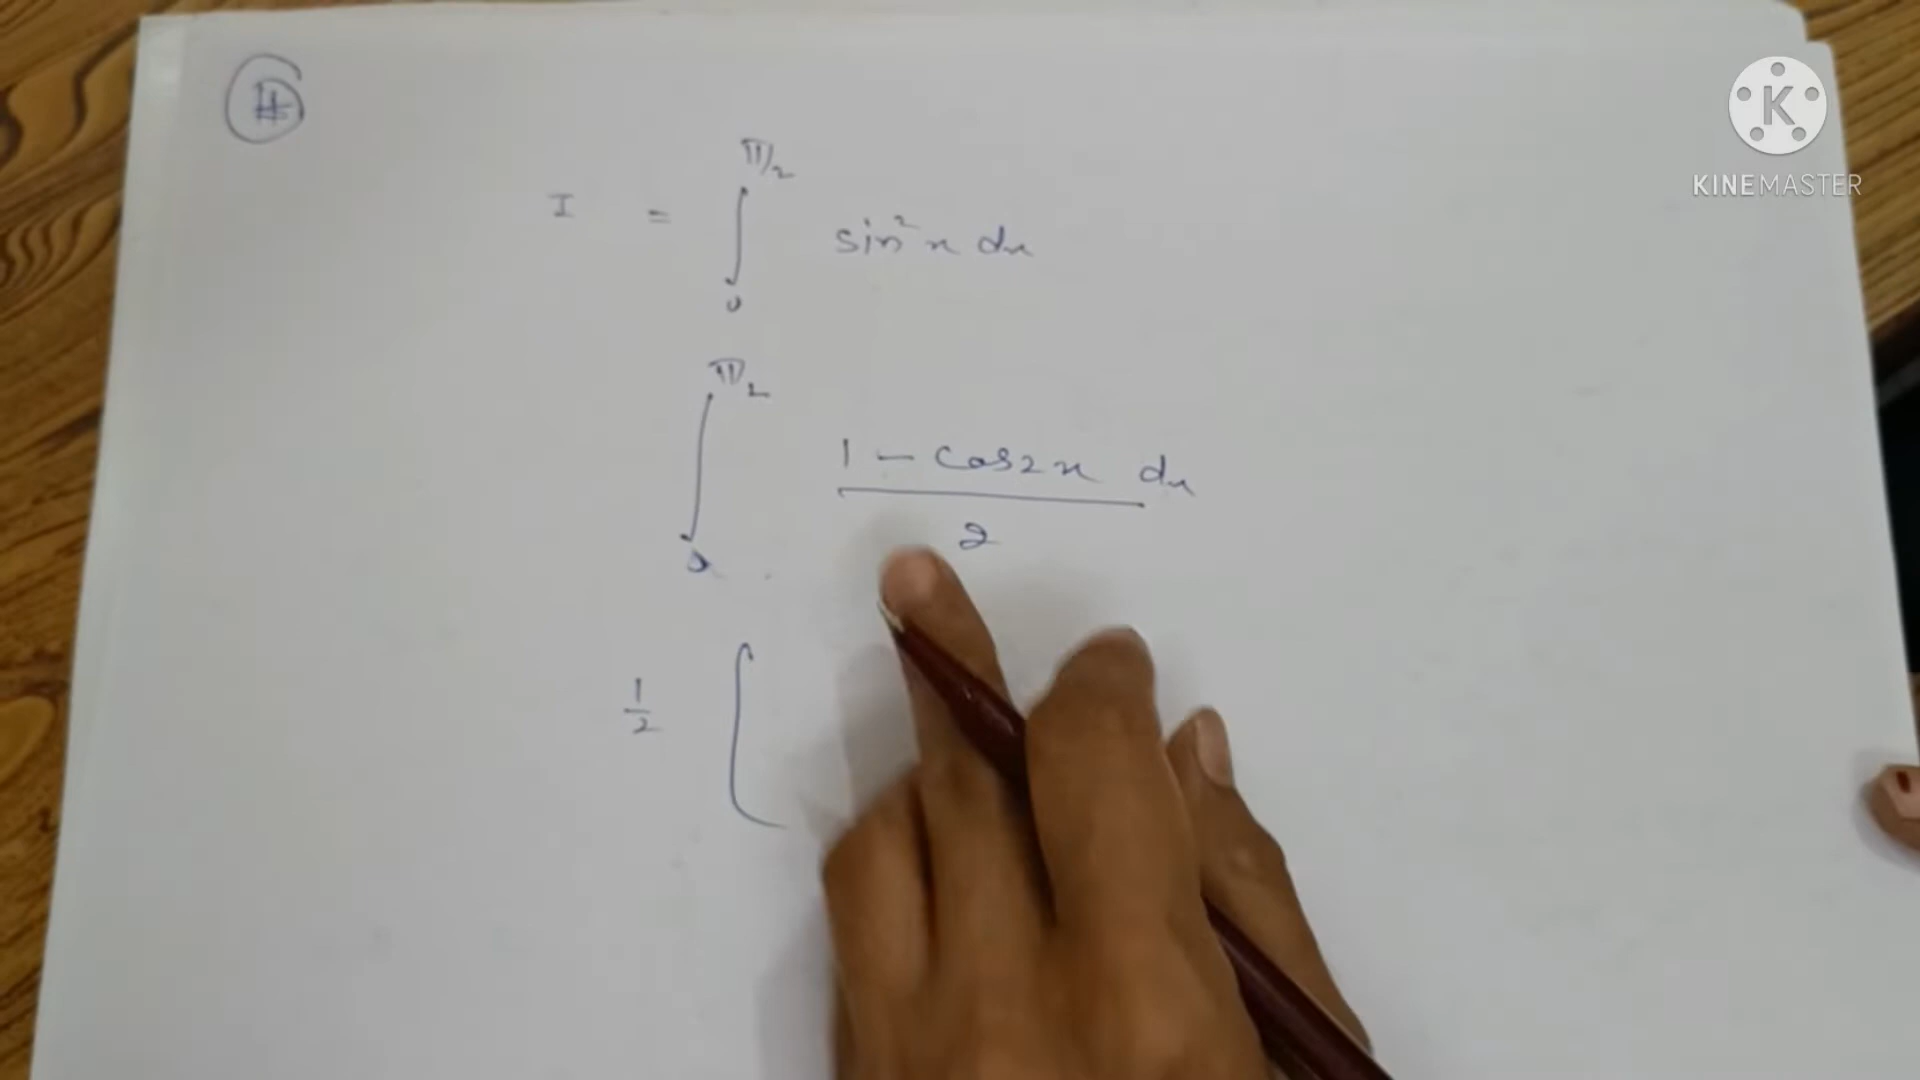 #
I = ∫₀^π/2 sin²x dx
∫₀^π/2 (1 - cos2x)/2 dx
1/2 [
K
KINEMASTER